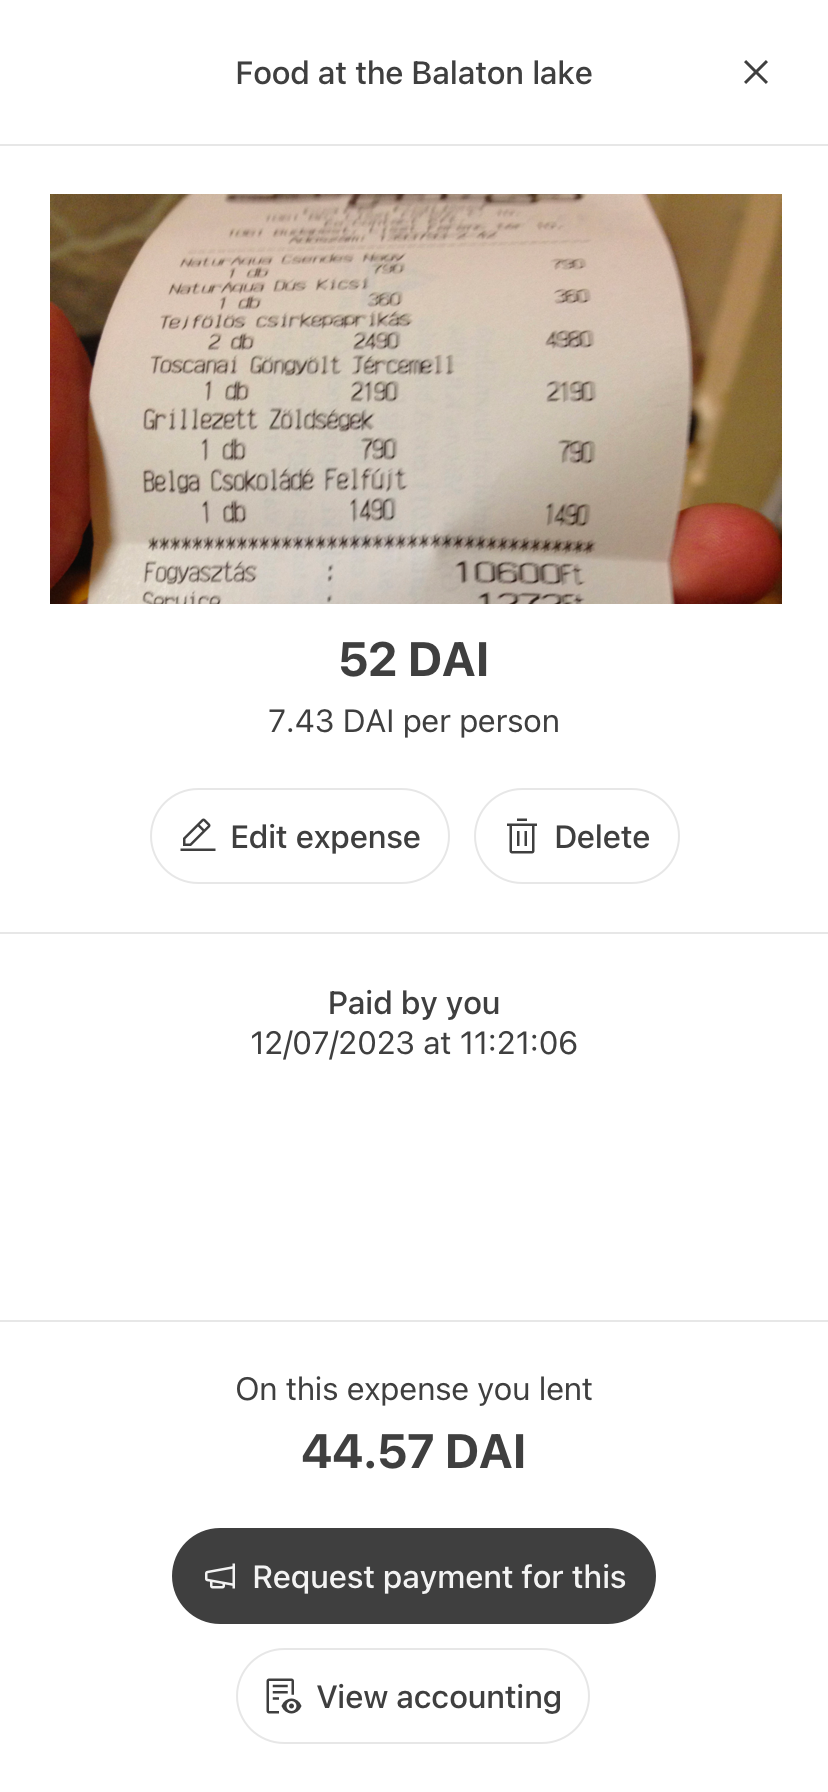 Food at the Balaton lake
NaturAqua Csendes Nagy
1 db 790 790
NaturAqua Dús Kicsi
1 db 360 360
Tejfölös csirkepaprikás
2 db 2490 4980
Toscanai Göngyölt Jércemell
1 db 2190 2190
Grillezett Zöldségek
1 db 790 790
Belga Csokoládé Felfújt
1 db 1490 1490
****************************************
Fogyasztás : 10600Ft
Service :
52 DAI
7.43 DAI per person
Edit expense Delete
Paid by you
12/07/2023 at 11:21:06
On this expense you lent
44.57 DAI
Request payment for this
View accounting